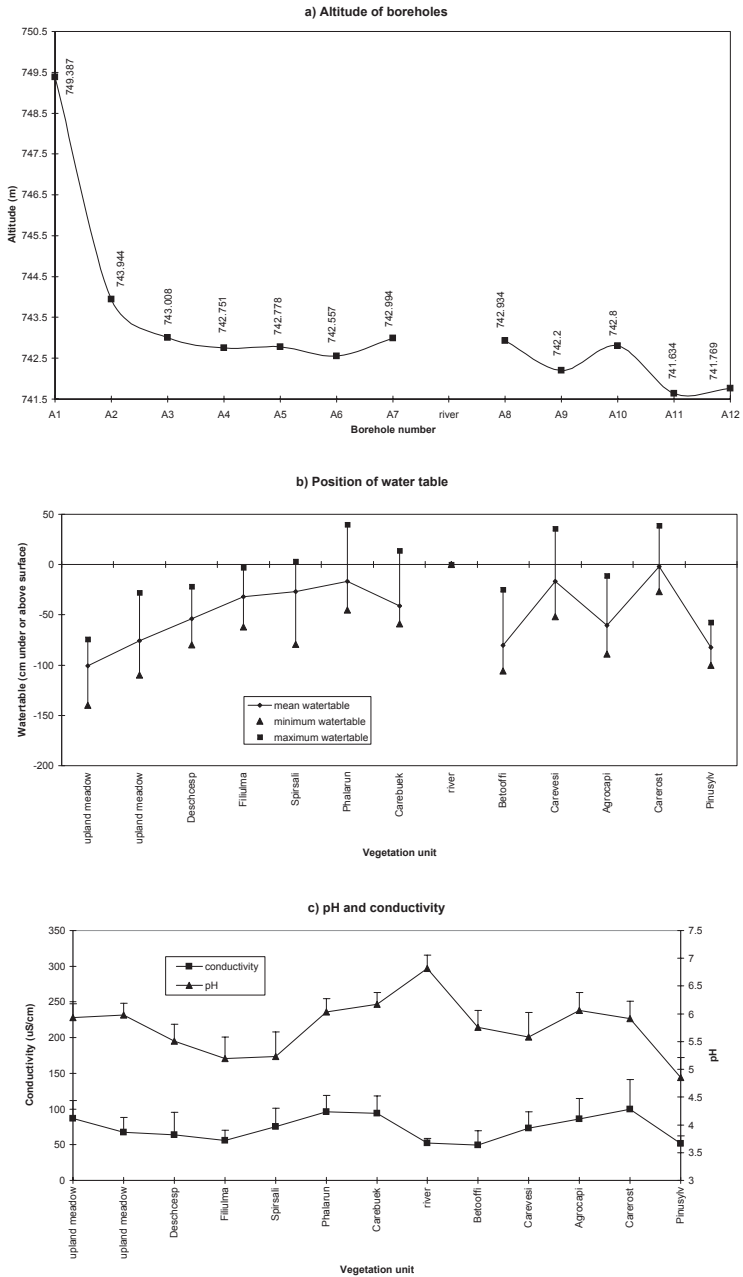 a) Altitude of boreholes
750.5
749.5
748.5
747.5
746.5
745.5
744.5
743.5
742.5
741.5
Altitude (m)
749.387
743.944
743.008
742.751
742.778
742.557
742.994
742.934
742.2
742.8
741.634
741.769
A1 A2 A3 A4 A5 A6 A7 river A8 A9 A10 A11 A12
Borehole number
b) Position of water table
50
0
-50
-100
-150
-200
Watertable (cm under or above surface)
mean watertable
minimum watertable
maximum watertable
upland meadow
upland meadow
Deschcesp
Filiulma
Spirsali
Phalarun
Carebuek
river
Betooffi
Carevesi
Agrocapi
Carerost
Pinusylv
Vegetation unit
c) pH and conductivity
350
300
250
200
150
100
50
0
Conductivity (uS/cm)
conductivity
pH
7.5
7
6.5
6
5.5
5
4.5
4
3.5
3
pH
upland meadow
upland meadow
Deschcesp
Filiulma
Spirsali
Phalarun
Carebuek
river
Betooffi
Carevesi
Agrocapi
Carerost
Pinusylv
Vegetation unit